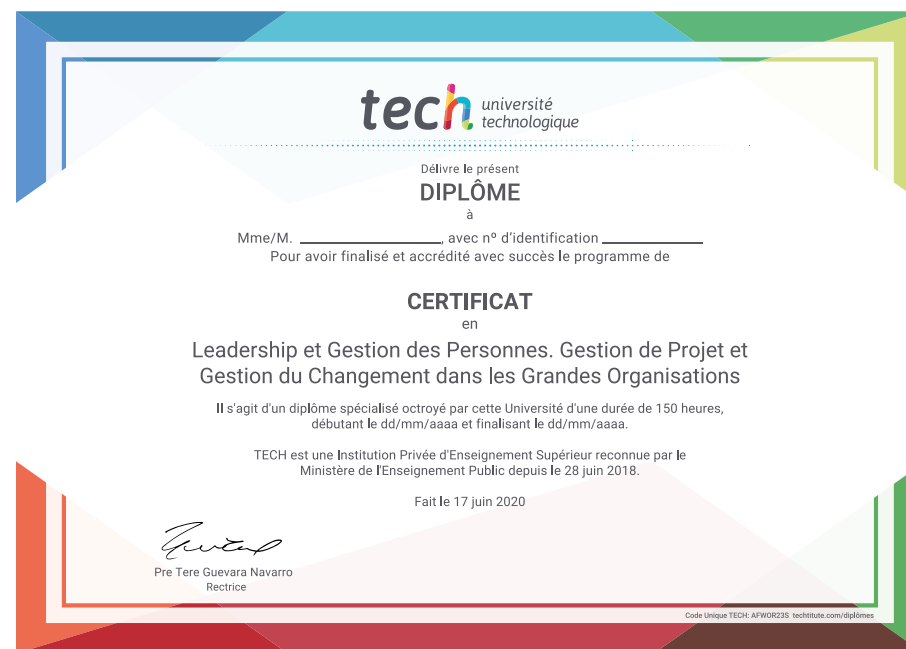 tech université
technologique
Délivre le présent
DIPLÔME
à
Mme/M. ____________________, avec nº d'identification ______________
Pour avoir finalisé et accrédité avec succès le programme de
CERTIFICAT
en
Leadership et Gestion des Personnes. Gestion de Projet et
Gestion du Changement dans les Grandes Organisations
Il s'agit d'un diplôme spécialisé octroyé par cette Université d'une durée de 150 heures,
débutant le dd/mm/aaaa et finalisant le dd/mm/aaaa.
TECH est une Institution Privée d'Enseignement Supérieur reconnue par le
Ministère de l'Enseignement Public depuis le 28 juin 2018.
Fait le 17 juin 2020
Pre Tere Guevara Navarro
Rectrice
Code Unique TECH: AFWOR23S techtitute.com/diplômes